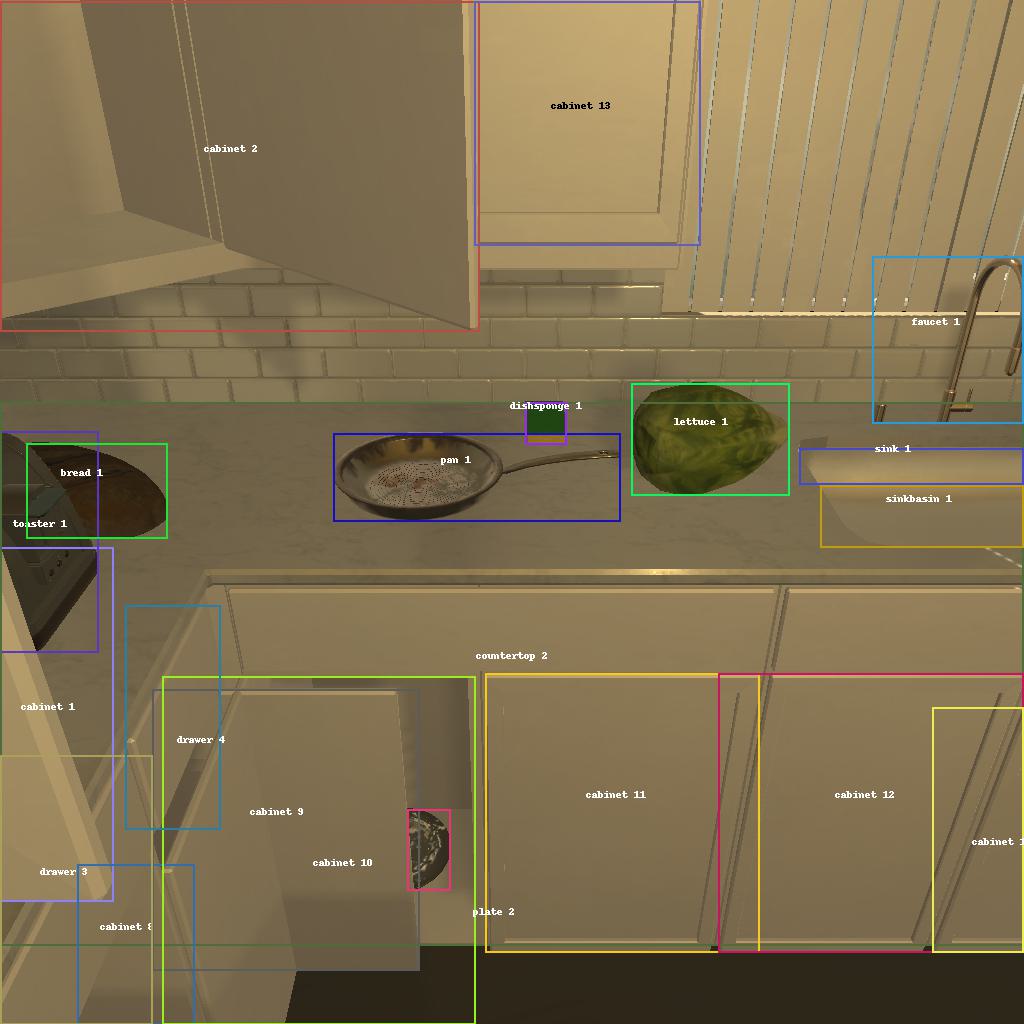 cabinet 13
cabinet 2
faucet 1
dishsponge 1
lettuce 1
sink 1
pan 1
bread 1
sinkbasin 1
toaster 1
countertop 2
cabinet 1
drawer 4
cabinet 11
cabinet 12
cabinet 9
cabinet 1
cabinet 10
drawer 3
plate 2
cabinet 8